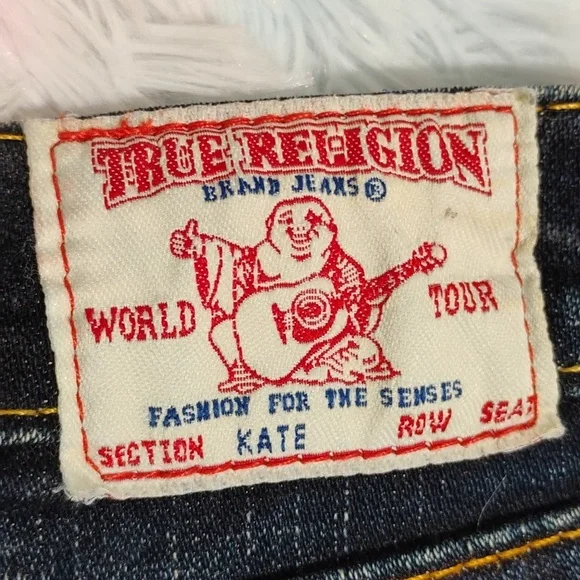 TRUE RELIGION
BRAND JEANS®
WORLD TOUR
FASHION FOR THE SENSES
SECTION KATE ROW SEAT